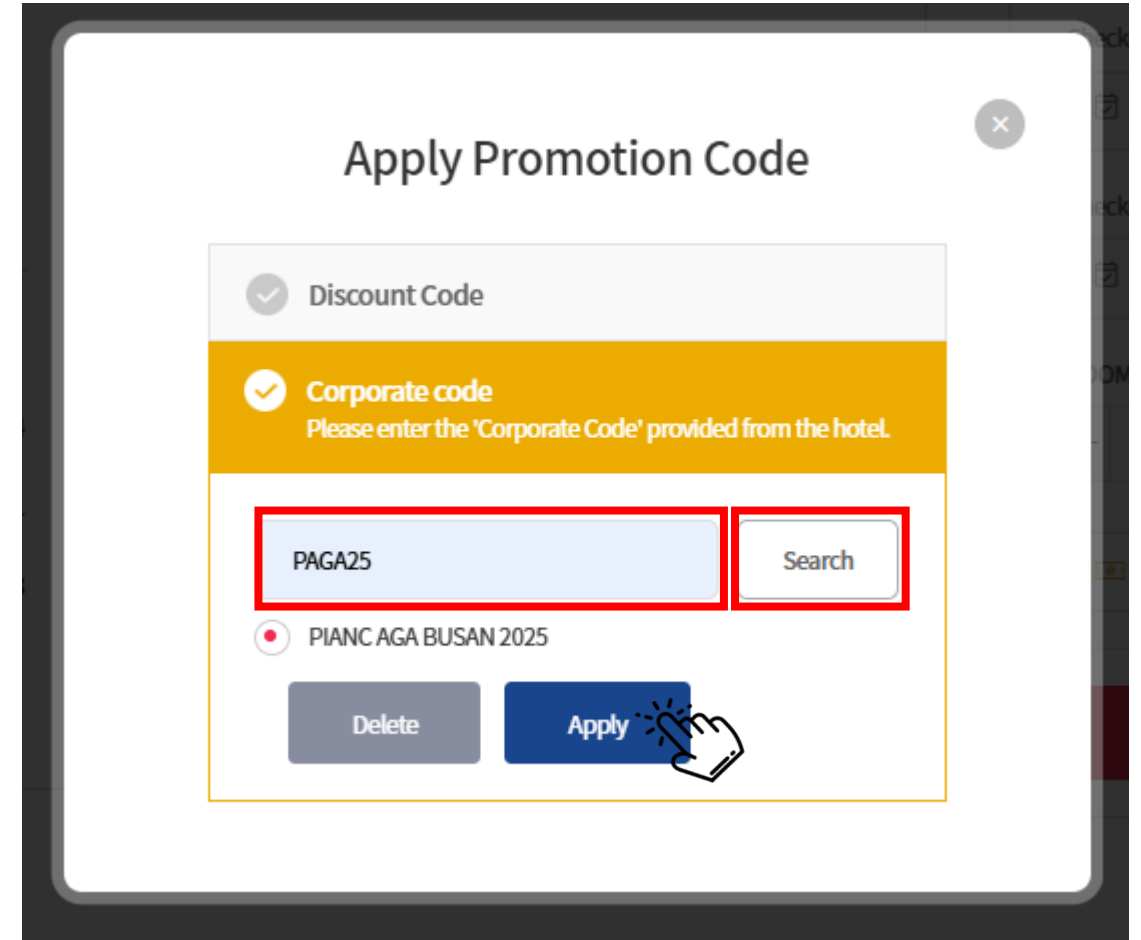 Apply Promotion Code
Discount Code
Corporate code
Please enter the 'Corporate Code' provided from the hotel.
PAGA25
Search
PIANC AGA BUSAN 2025
Delete
Apply